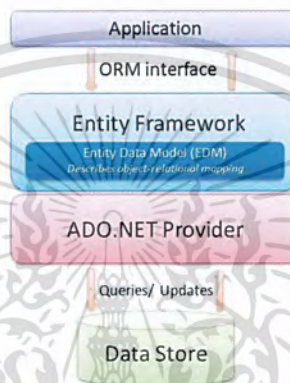 Application
ORM interface
Entity Framework
Entity Data Model (EDM)
Describes object-relational mapping
ADO.NET Provider
Queries/ Updates
Data Store